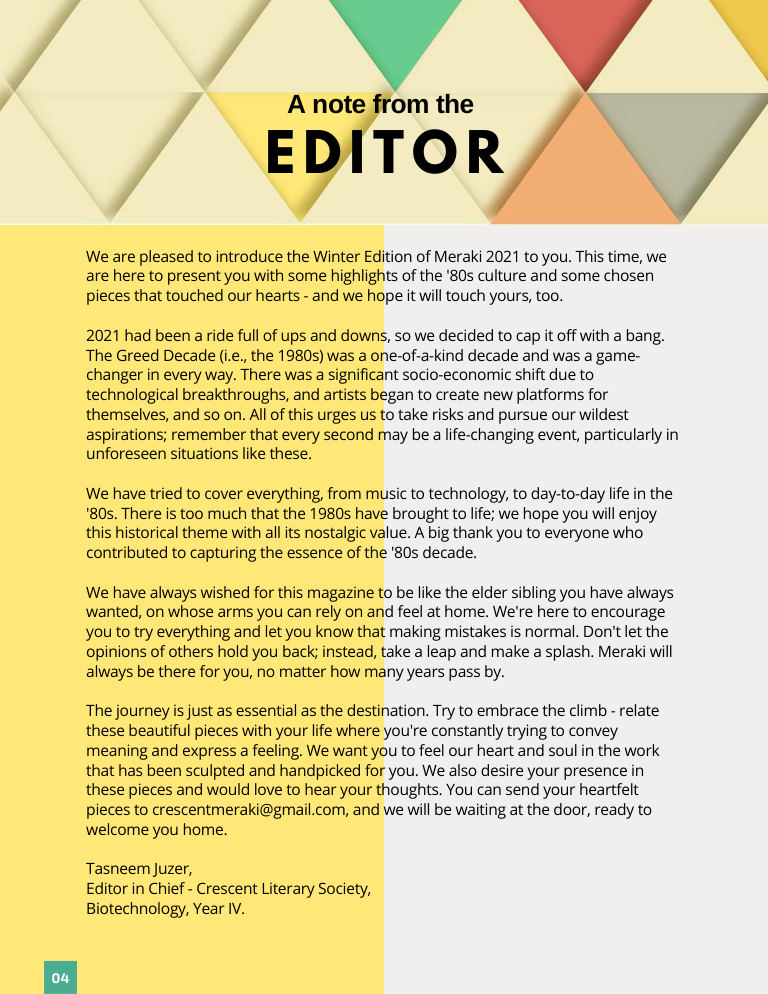 A note from the
EDITOR
We are pleased to introduce the Winter Edition of Meraki 2021 to you. This time, we
are here to present you with some highlights of the '80s culture and some chosen
pieces that touched our hearts - and we hope it will touch yours, too.
2021 had been a ride full of ups and downs, so we decided to cap it off with a bang.
The Greed Decade (i.e., the 1980s) was a one-of-a-kind decade and was a game-
changer in every way. There was a significant socio-economic shift due to
technological breakthroughs, and artists began to create new platforms for
themselves, and so on. All of this urges us to take risks and pursue our wildest
aspirations; remember that every second may be a life-changing event, particularly in
unforeseen situations like these.
We have tried to cover everything, from music to technology, to day-to-day life in the
'80s. There is too much that the 1980s have brought to life; we hope you will enjoy
this historical theme with all its nostalgic value. A big thank you to everyone who
contributed to capturing the essence of the '80s decade.
We have always wished for this magazine to be like the elder sibling you have always
wanted, on whose arms you can rely on and feel at home. We're here to encourage
you to try everything and let you know that making mistakes is normal. Don't let the
opinions of others hold you back; instead, take a leap and make a splash. Meraki will
always be there for you, no matter how many years pass by.
The journey is just as essential as the destination. Try to embrace the climb - relate
these beautiful pieces with your life where you're constantly trying to convey
meaning and express a feeling. We want you to feel our heart and soul in the work
that has been sculpted and handpicked for you. We also desire your presence in
these pieces and would love to hear your thoughts. You can send your heartfelt
pieces to crescentmeraki@gmail.com, and we will be waiting at the door, ready to
welcome you home.
Tasneem Juzer,
Editor in Chief - Crescent Literary Society,
Biotechnology, Year IV.
04